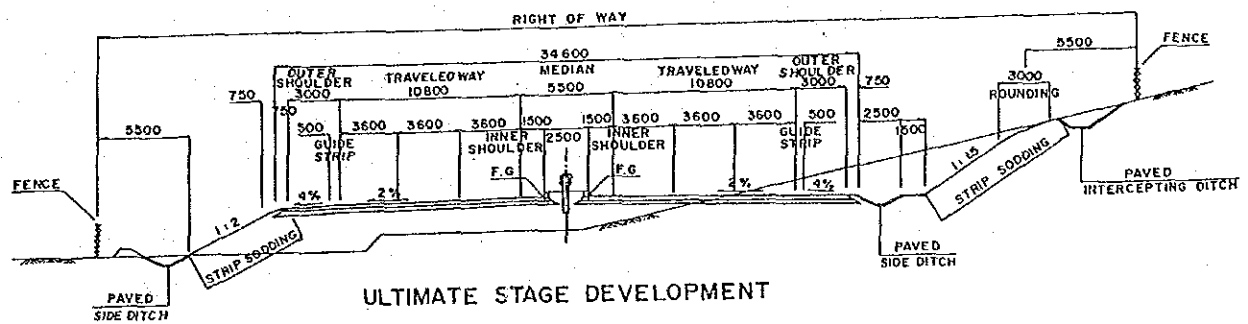 RIGHT OF WAY
34600
5500
FENCE
OUTER SHOULDER
TRAVELED WAY
MEDIAN
TRAVELED WAY
OUTER SHOULDER
3000
10800
5500
10800
3000
750
750
750
3000
ROUNDING
5500
500
3600
3600
3600
1500
2500
1500
3600
3600
3600
500
2500
1500
GUIDE STRIP
INNER SHOULDER
INNER SHOULDER
GUIDE STRIP
FENCE
F.G
F.G
4%
2%
2%
4%
1:2
1:1.5
STRIP SODDING
STRIP SODDING
PAVED
INTERCEPTING DITCH
PAVED
SIDE DITCH
PAVED
SIDE DITCH
ULTIMATE STAGE DEVELOPMENT